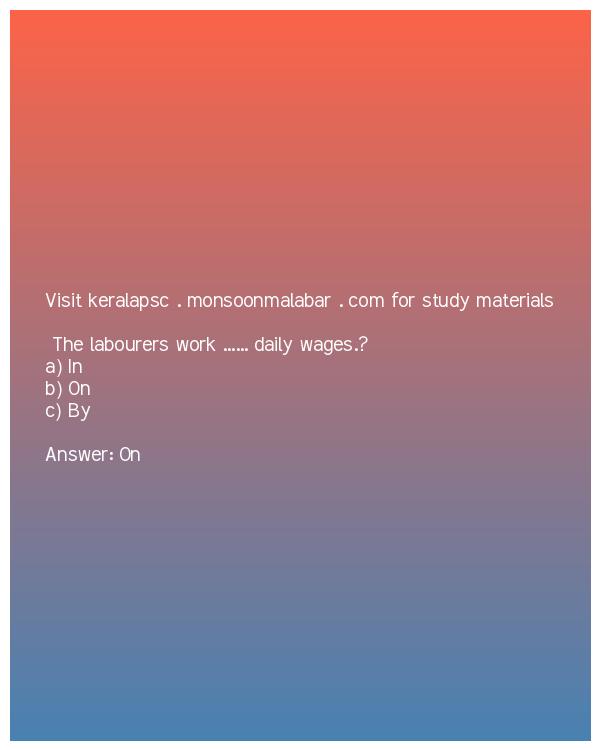 Visit keralapsc . monsoonmalabar . com for study materials
The labourers work ...... daily wages.?
a) In
b) On
c) By
Answer: On